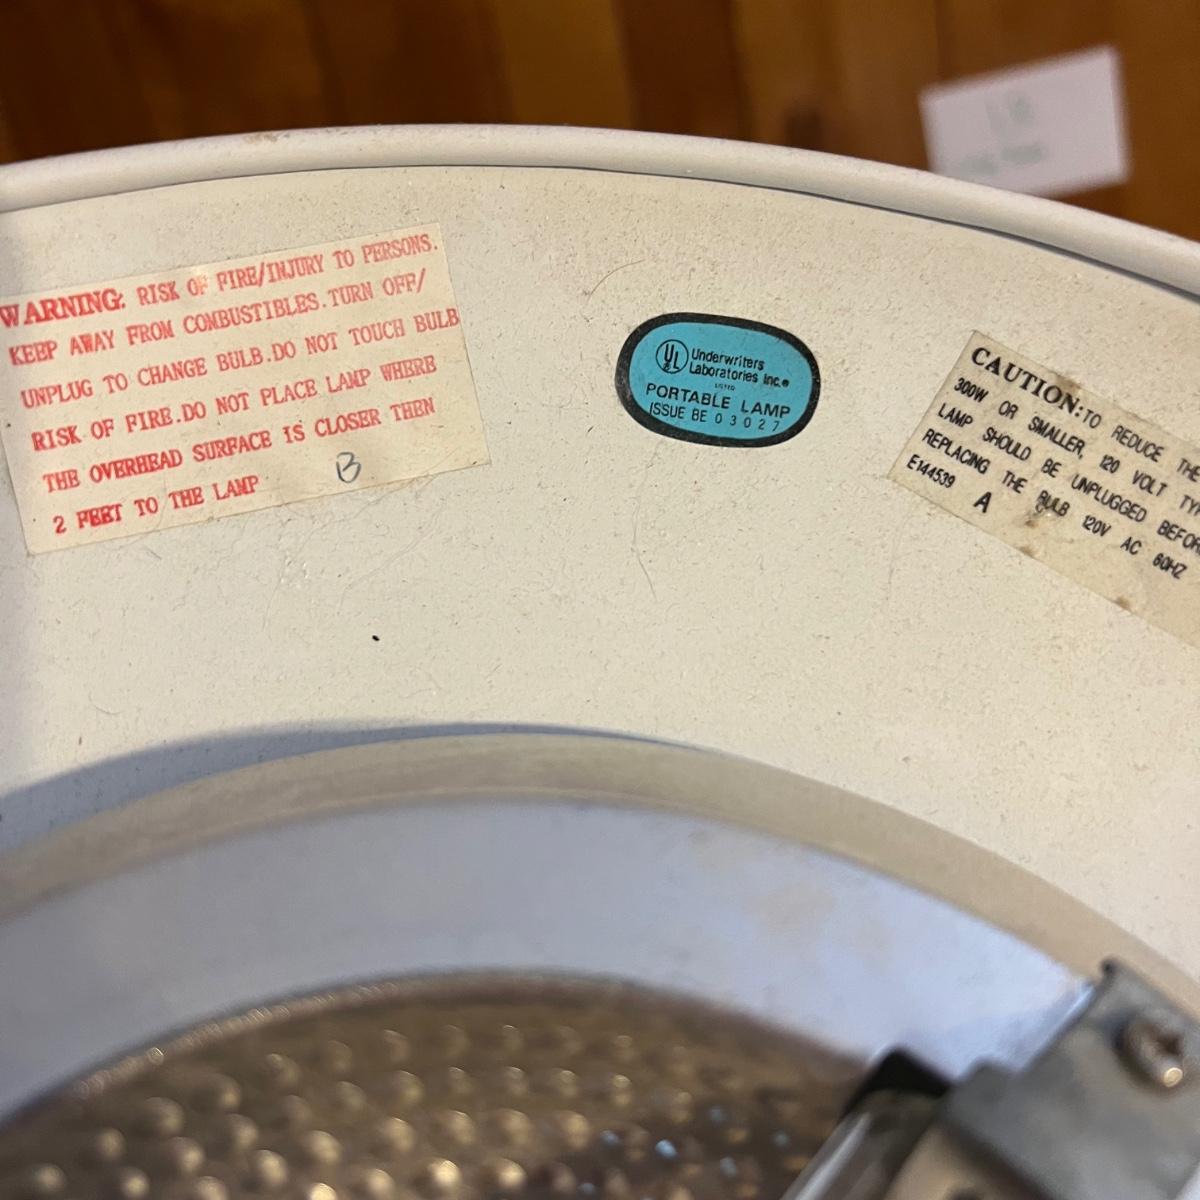 WARNING: RISK OF FIRE/INJURY TO PERSONS.
KEEP AWAY FROM COMBUSTIBLES.TURN OFF/
UNPLUG TO CHANGE BULB.DO NOT TOUCH BULB
RISK OF FIRE.DO NOT PLACE LAMP WHERE
THE OVERHEAD SURFACE IS CLOSER THEN
2 FEET TO THE LAMP
B
UL Underwriters
Laboratories Inc.®
LISTED
PORTABLE LAMP
ISSUE BE 03027
CAUTION:TO REDUCE THE
300W OR SMALLER, 120 VOLT TY
LAMP SHOULD BE UNPLUGGED BEFOR
REPLACING THE BULB 120V AC 60HZ
E144539 A